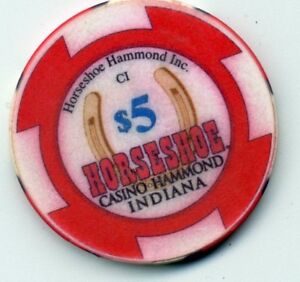 Horseshoe Hammond Inc.
CI
$5
HORSESHOE
CASINO HAMMOND
INDIANA